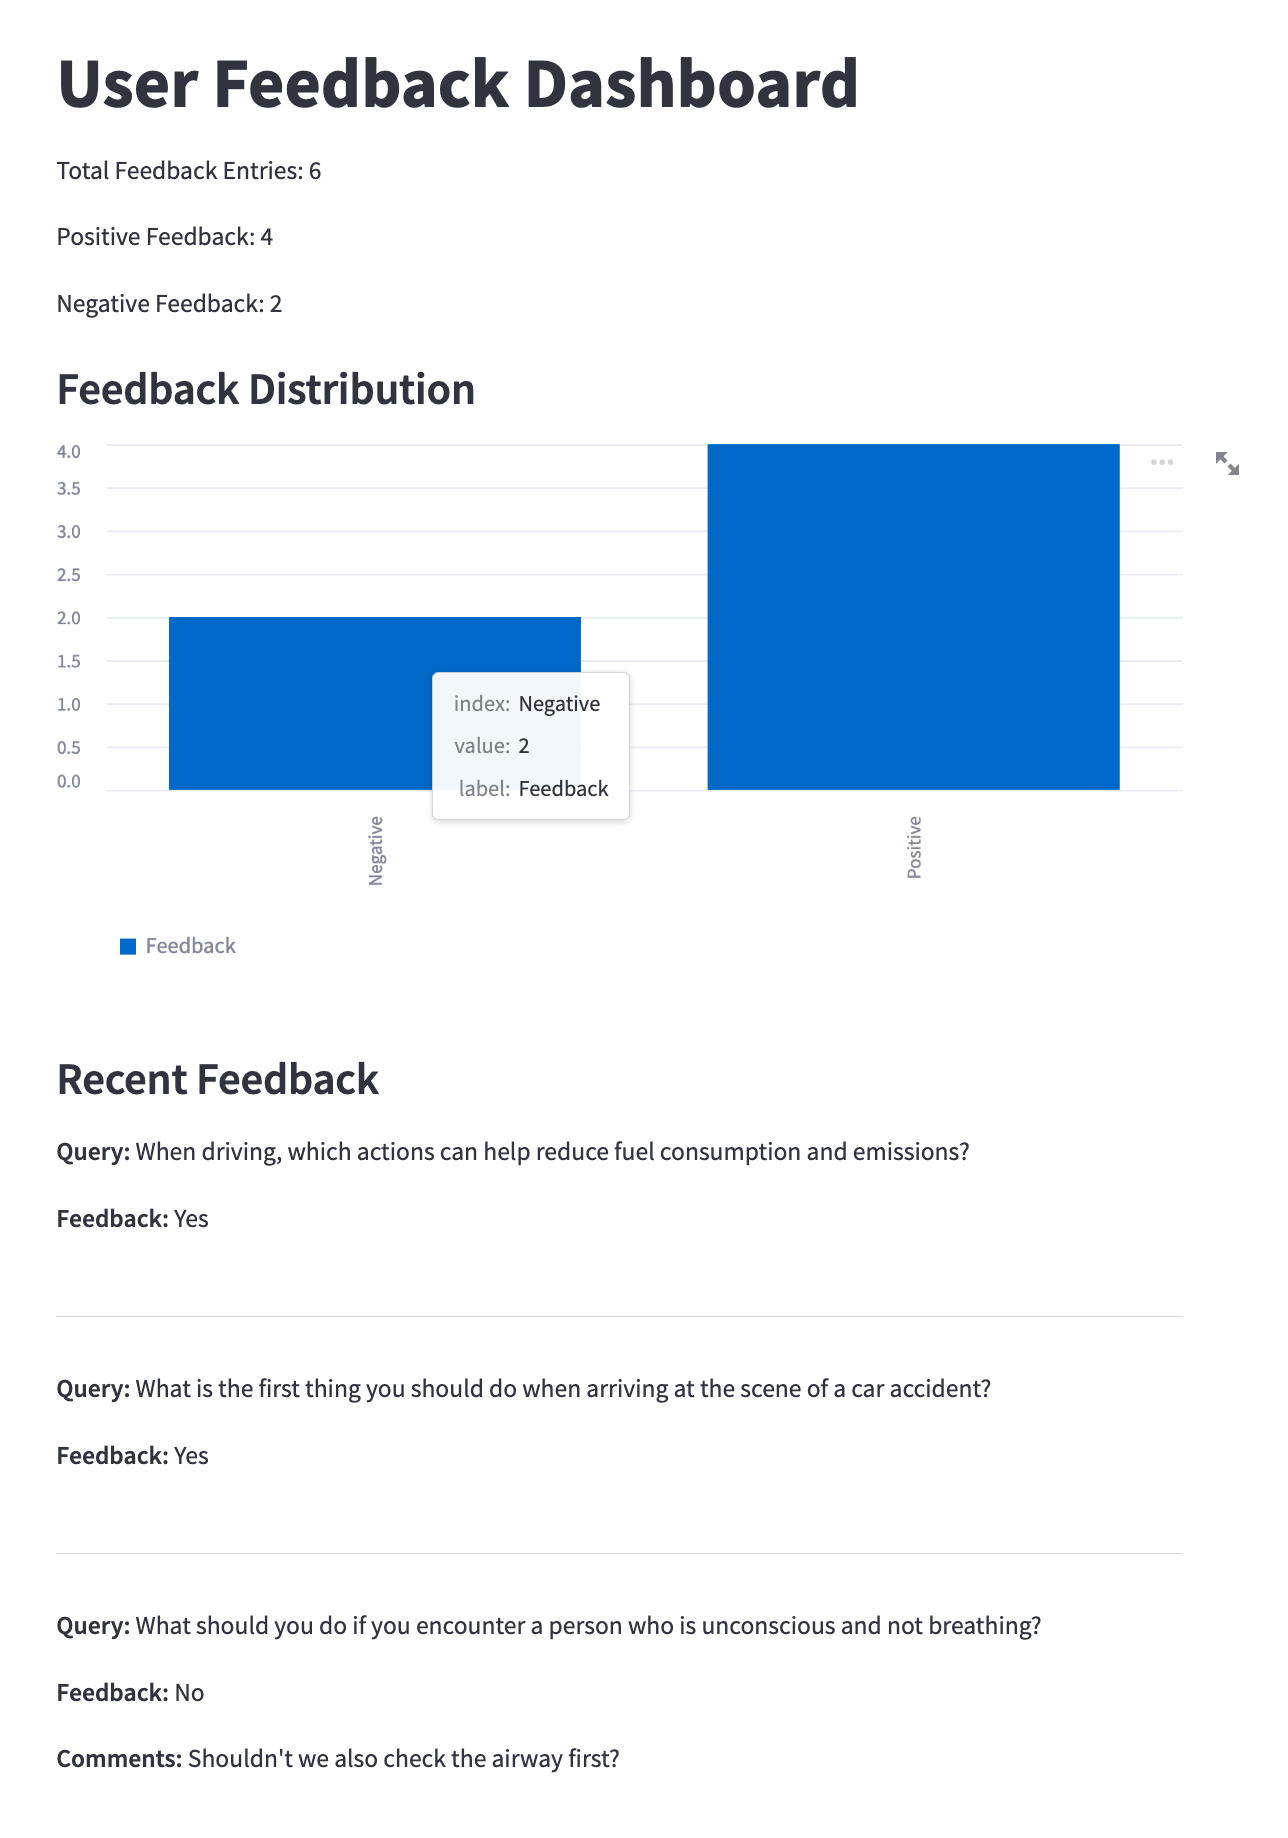 User Feedback Dashboard
Total Feedback Entries: 6
Positive Feedback: 4
Negative Feedback: 2
Feedback Distribution
4.0
3.5
3.0
2.5
2.0
1.5
1.0
0.5
0.0
index: Negative
value: 2
label: Feedback
Negative
Positive
Feedback
Recent Feedback
Query: When driving, which actions can help reduce fuel consumption and emissions?
Feedback: Yes
Query: What is the first thing you should do when arriving at the scene of a car accident?
Feedback: Yes
Query: What should you do if you encounter a person who is unconscious and not breathing?
Feedback: No
Comments: Shouldn't we also check the airway first?